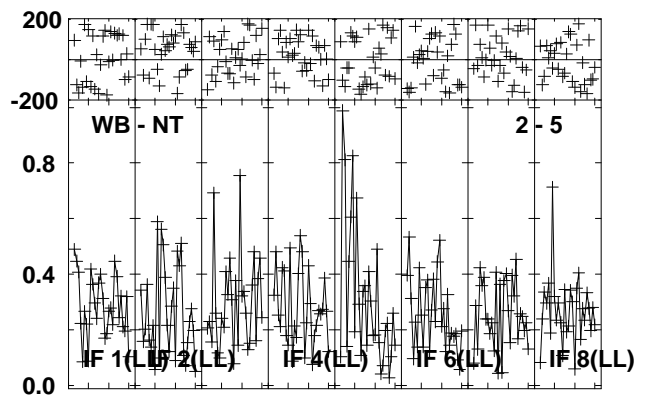 200
-200
WB - NT
2 - 5
0.8
0.4
IF 1(LL)
IF 2(LL)
IF 4(LL)
IF 6(LL)
IF 8(LL)
0.0